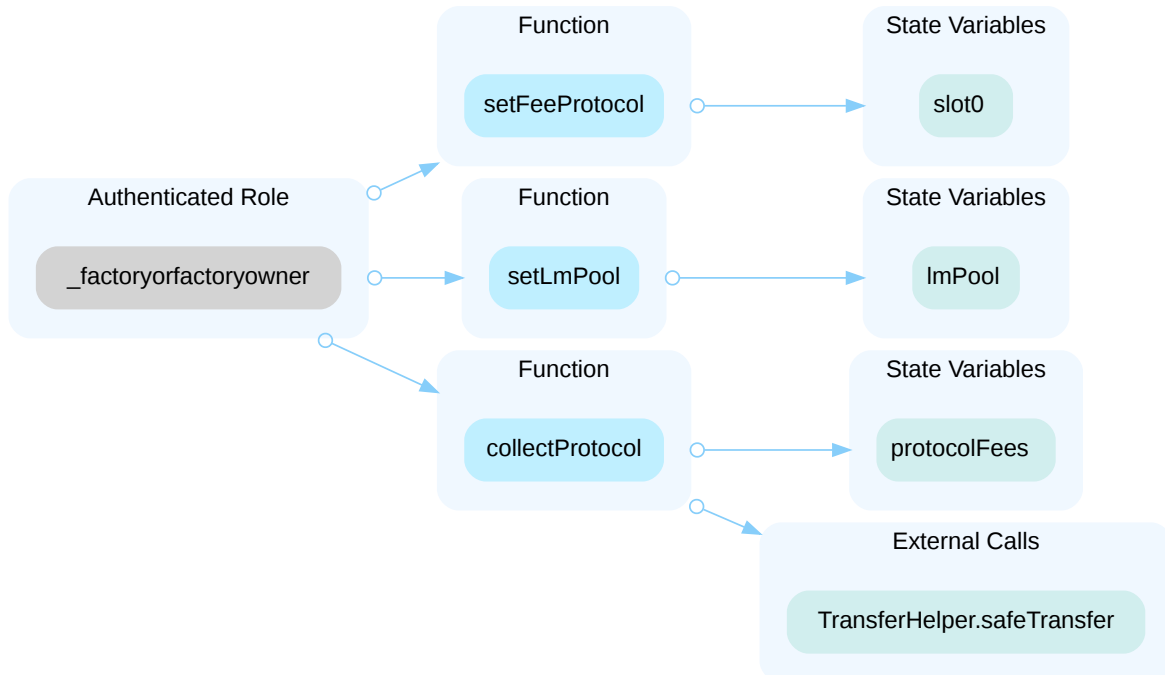 Function
setFeeProtocol
State Variables
slot0
Authenticated Role
_factoryorfactoryowner
Function
setLmPool
State Variables
lmPool
Function
collectProtocol
State Variables
protocolFees
External Calls
TransferHelper.safeTransfer